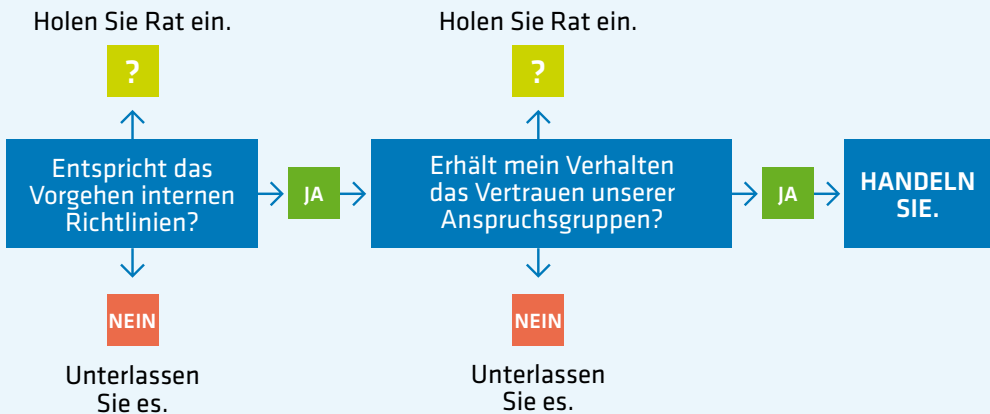 Holen Sie Rat ein.
Holen Sie Rat ein.
?
?
Entspricht das
Vorgehen internen
Richtlinien?
JA
Erhält mein Verhalten
das Vertrauen unserer
Anspruchsgruppen?
JA
HANDELN
SIE.
NEIN
NEIN
Unterlassen
Sie es.
Unterlassen
Sie es.